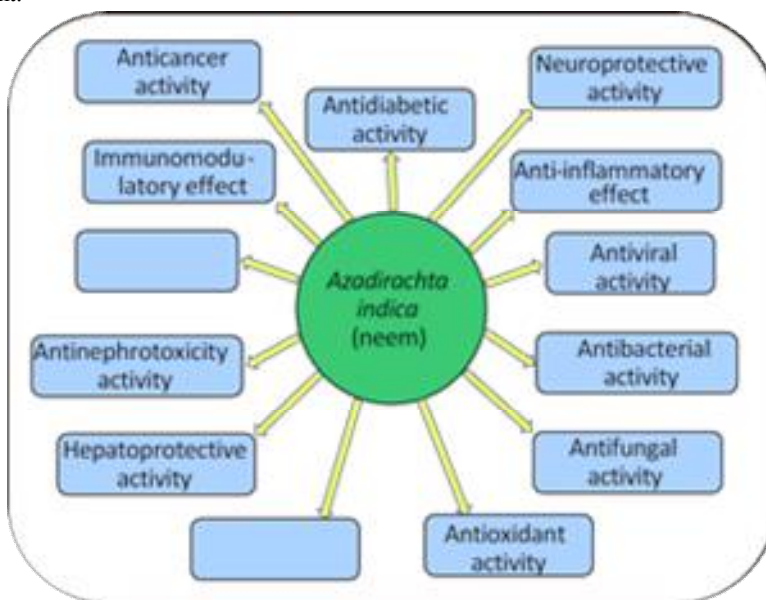 Anticancer
activity
Antidiabetic
activity
Neuroprotective
activity
Immunomodu-
latory effect
Anti-inflammatory
effect
Azadirachta
indica
(neem)
Antiviral
activity
Antinephrotoxicity
activity
Antibacterial
activity
Hepatoprotective
activity
Antifungal
activity
Antioxidant
activity